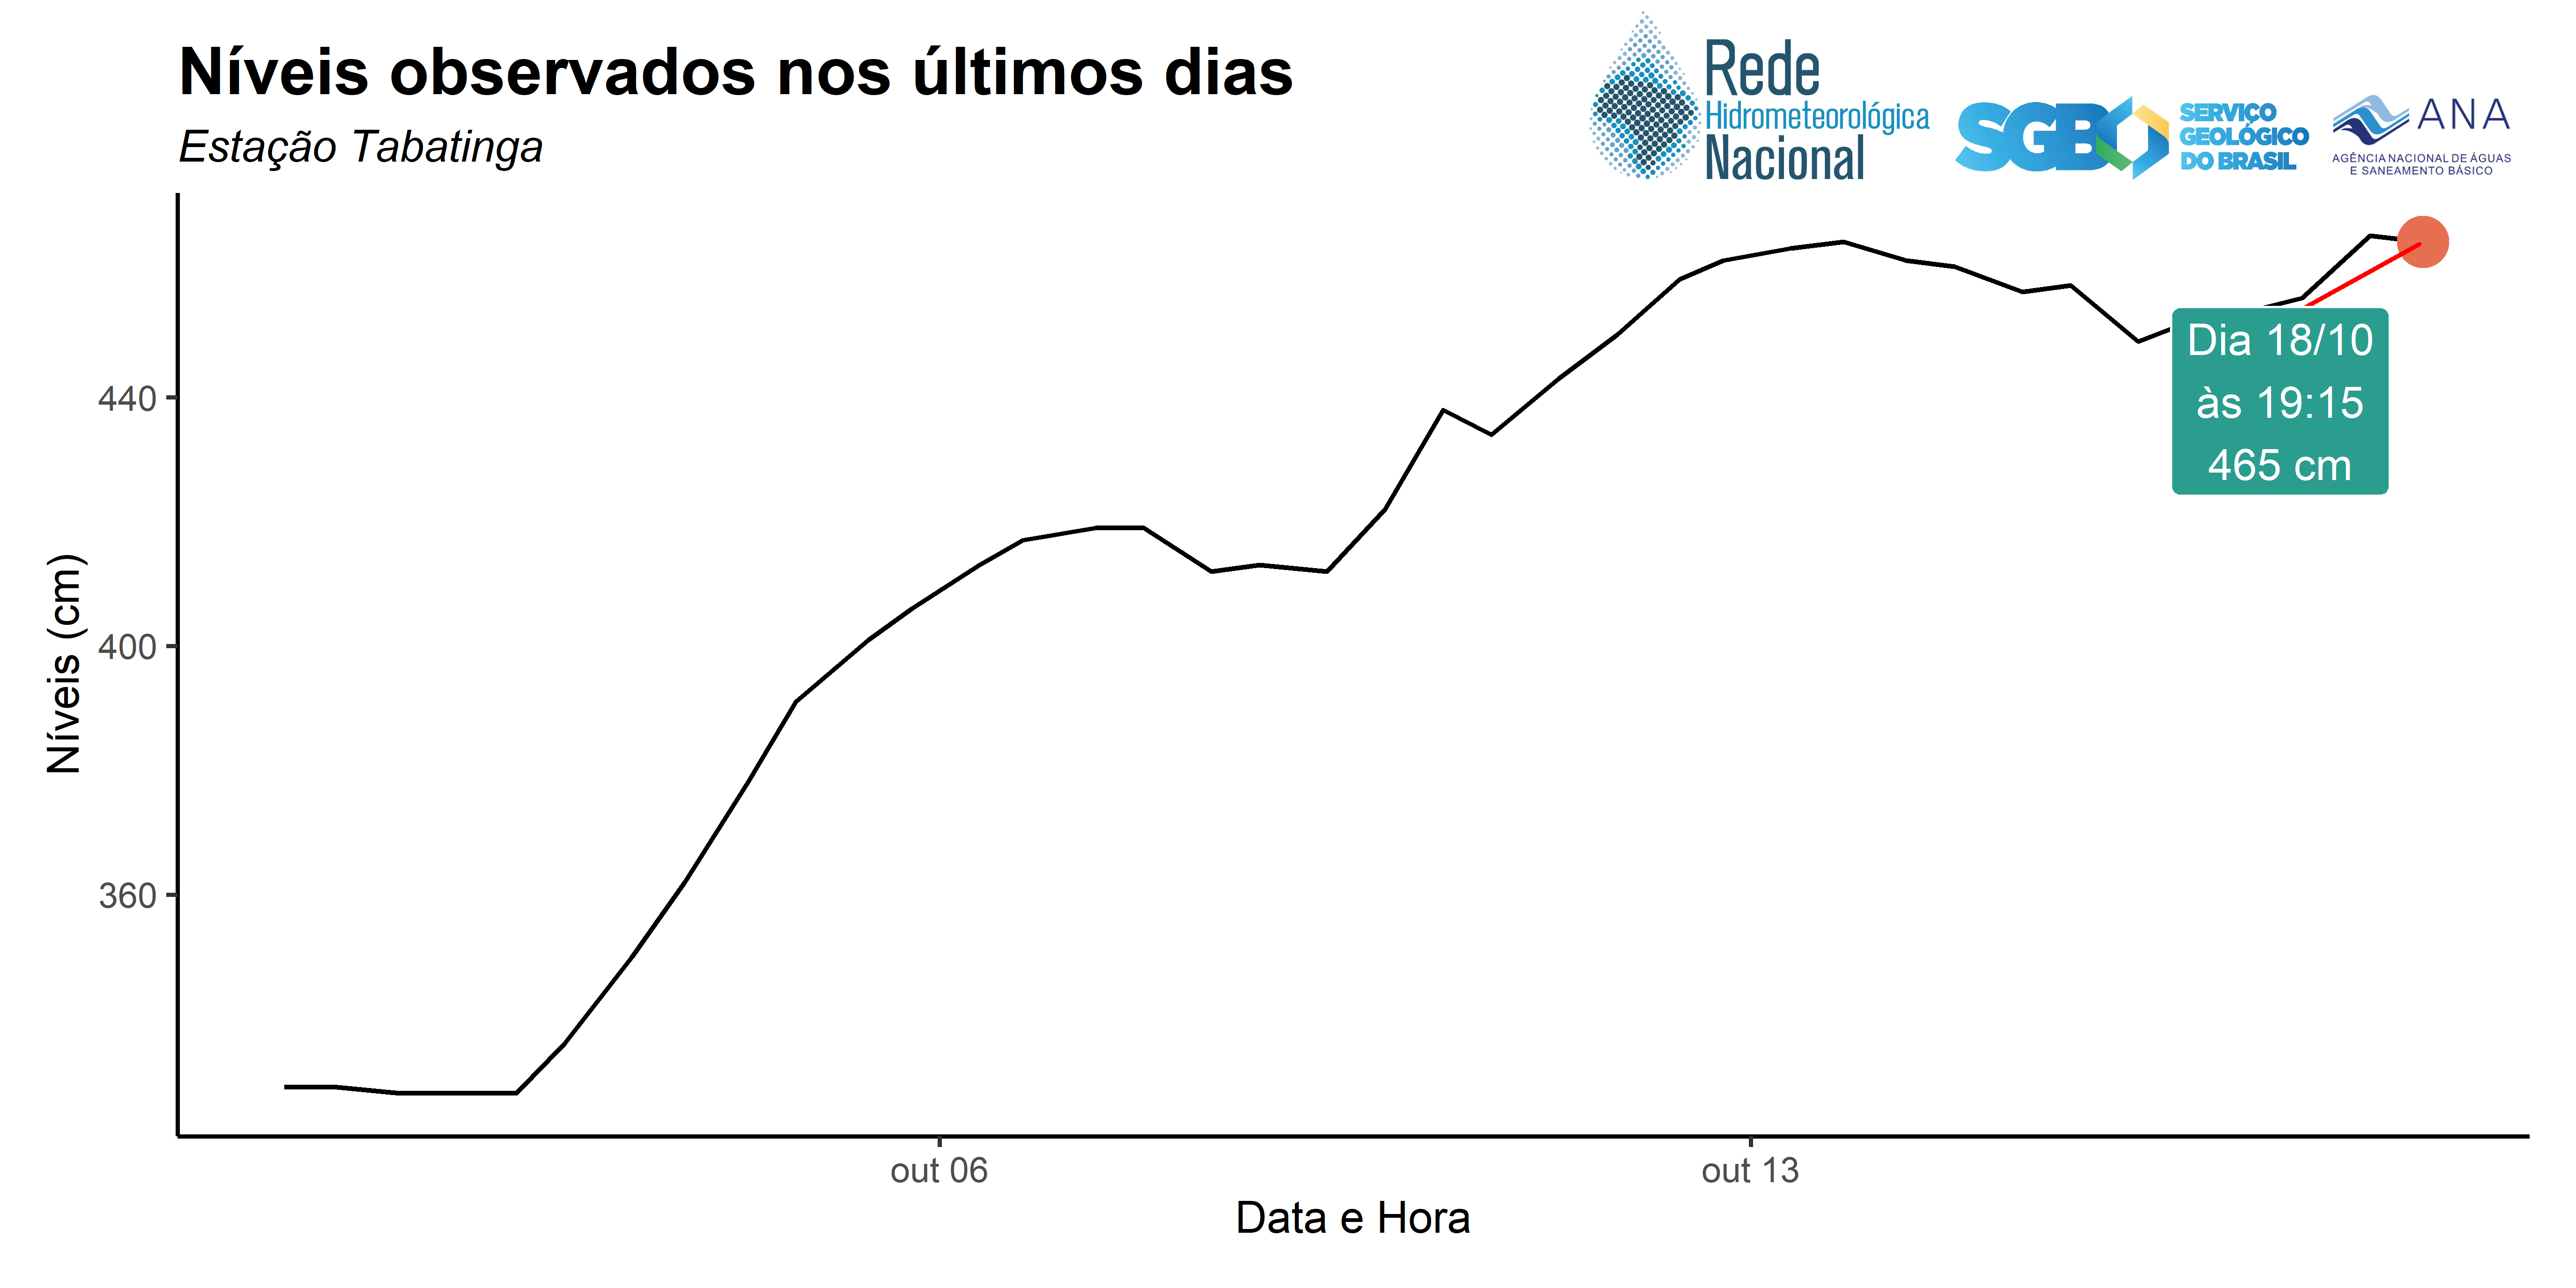 Níveis observados nos últimos dias
Estação Tabatinga
Rede
Hidrometeorológica
Nacional
SGB
SERVIÇO
GEOLÓGICO
DO BRASIL
ANA
AGÊNCIA NACIONAL DE ÁGUAS
E SANEAMENTO BÁSICO
Níveis (cm)
440
400
360
Dia 18/10
às 19:15
465 cm
out 06
out 13
Data e Hora